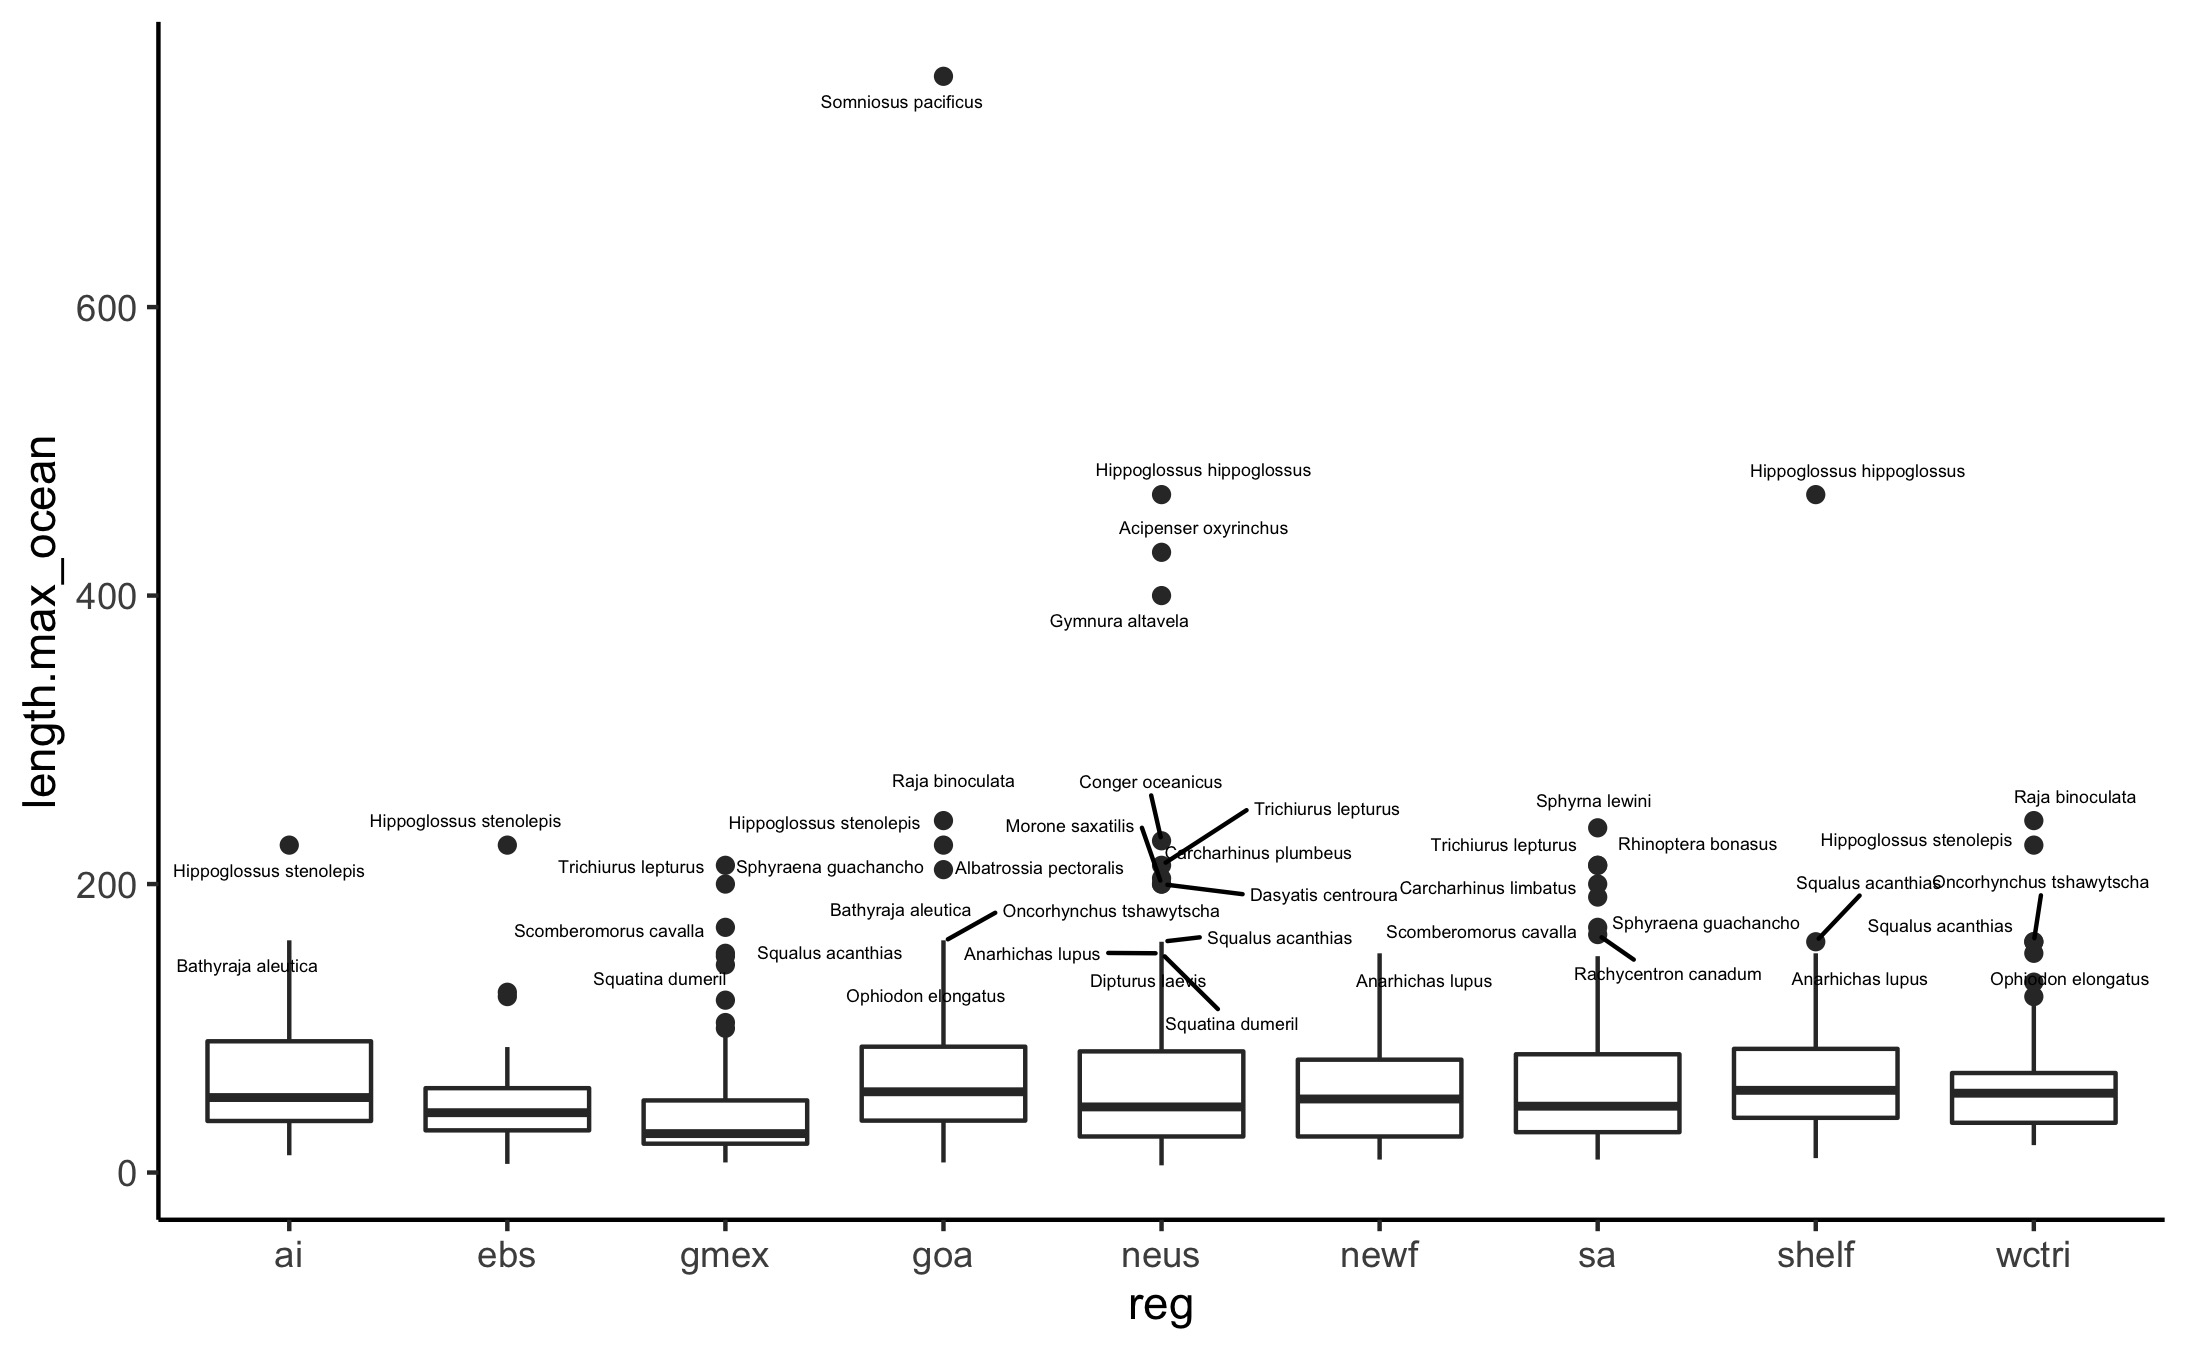 Somniosus pacificus
600
Hippoglossus hippoglossus
Hippoglossus hippoglossus
Acipenser oxyrinchus
length.max_ocean
400
Gymnura altavela
Raja binoculata
Conger oceanicus
Raja binoculata
Sphyrna lewini
Trichiurus lepturus
Hippoglossus stenolepis
Hippoglossus stenolepis
Morone saxatilis
Hippoglossus stenolepis
Trichiurus lepturus
Rhinoptera bonasus
Carcharhinus plumbeus
Hippoglossus stenolepis
Trichiurus lepturus
Sphyraena guachancho
Albatrossia pectoralis
200
Squalus acanthias
Oncorhynchus tshawytscha
Carcharhinus limbatus
Dasyatis centroura
Bathyraja aleutica
Oncorhynchus tshawytscha
Sphyraena guachancho
Squalus acanthias
Scomberomorus cavalla
Scomberomorus cavalla
Squalus acanthias
Squalus acanthias
Anarhichas lupus
Bathyraja aleutica
Rachycentron canadum
Squatina dumeril
Dipturus laevis
Anarhichas lupus
Anarhichas lupus
Ophiodon elongatus
Ophiodon elongatus
Squatina dumeril
0
ai ebs gmex goa neus newf sa shelf wctri
reg